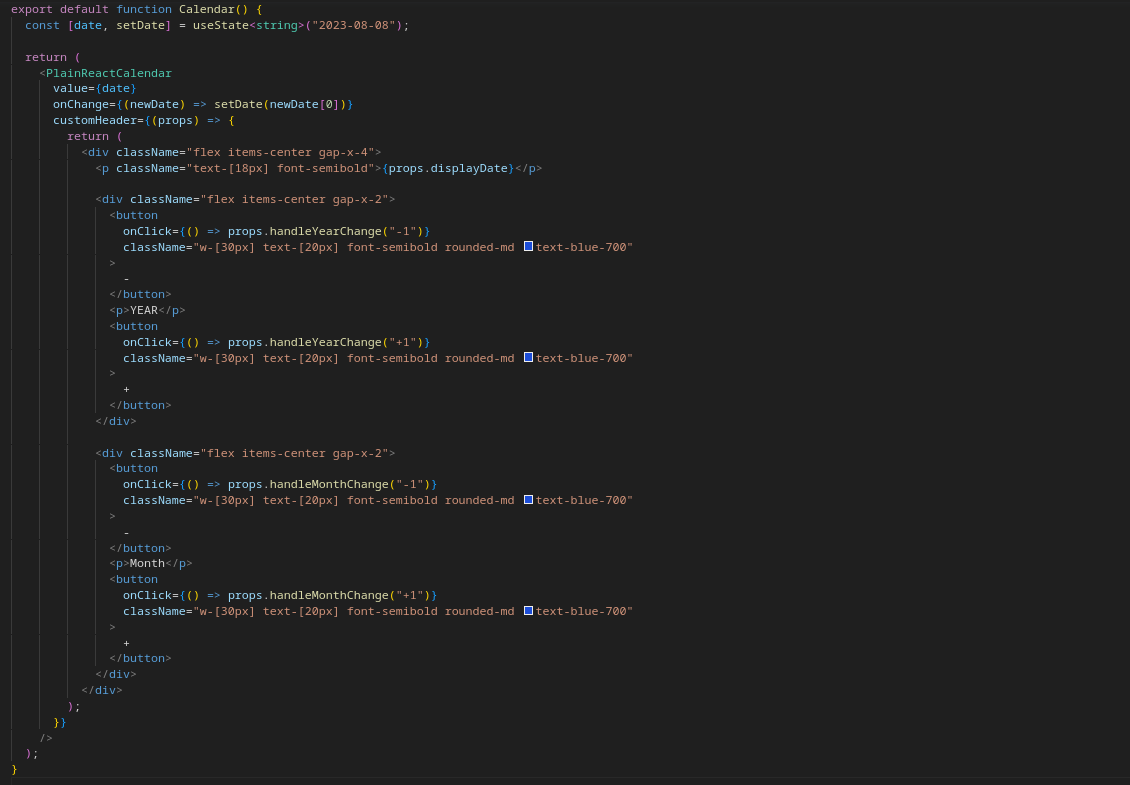 export default function Calendar() {
  const [date, setDate] = useState<string>("2023-08-08");

  return (
    <PlainReactCalendar
      value={date}
      onChange={(newDate) => setDate(newDate[0])}
      customHeader={(props) => {
        return (
          <div className="flex items-center gap-x-4">
            <p className="text-[18px] font-semibold">{props.displayDate}</p>

            <div className="flex items-center gap-x-2">
              <button
                onClick={() => props.handleYearChange("-1")}
                className="w-[30px] text-[20px] font-semibold rounded-md text-blue-700"
              >
                -
              </button>
              <p>YEAR</p>
              <button
                onClick={() => props.handleYearChange("+1")}
                className="w-[30px] text-[20px] font-semibold rounded-md text-blue-700"
              >
                +
              </button>
            </div>

            <div className="flex items-center gap-x-2">
              <button
                onClick={() => props.handleMonthChange("-1")}
                className="w-[30px] text-[20px] font-semibold rounded-md text-blue-700"
              >
                -
              </button>
              <p>Month</p>
              <button
                onClick={() => props.handleMonthChange("+1")}
                className="w-[30px] text-[20px] font-semibold rounded-md text-blue-700"
              >
                +
              </button>
            </div>
          </div>
        );
      }}
    />
  );
}